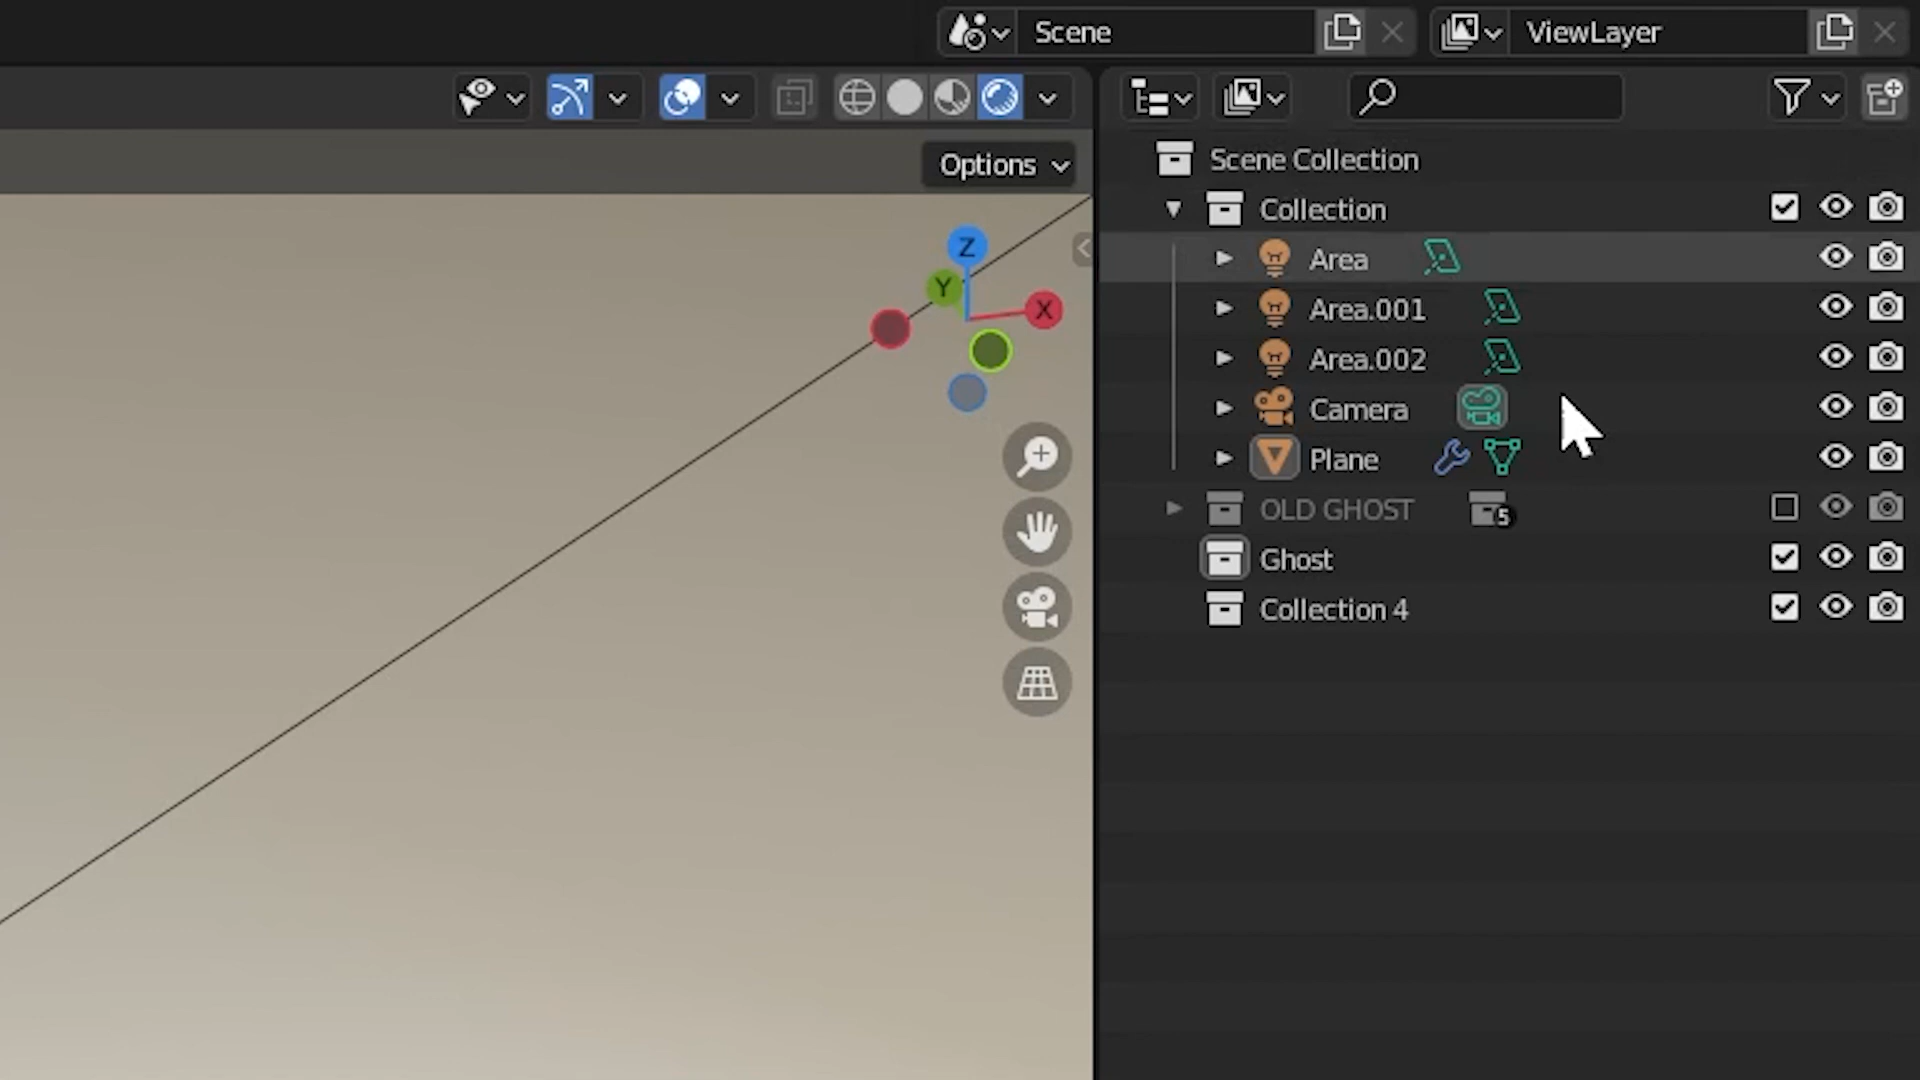 Scene
ViewLayer
Options
Scene Collection
Collection
Z
Area
Y
X
Area.001
Area.002
Camera
Plane
OLD GHOST 5
Ghost
Collection 4